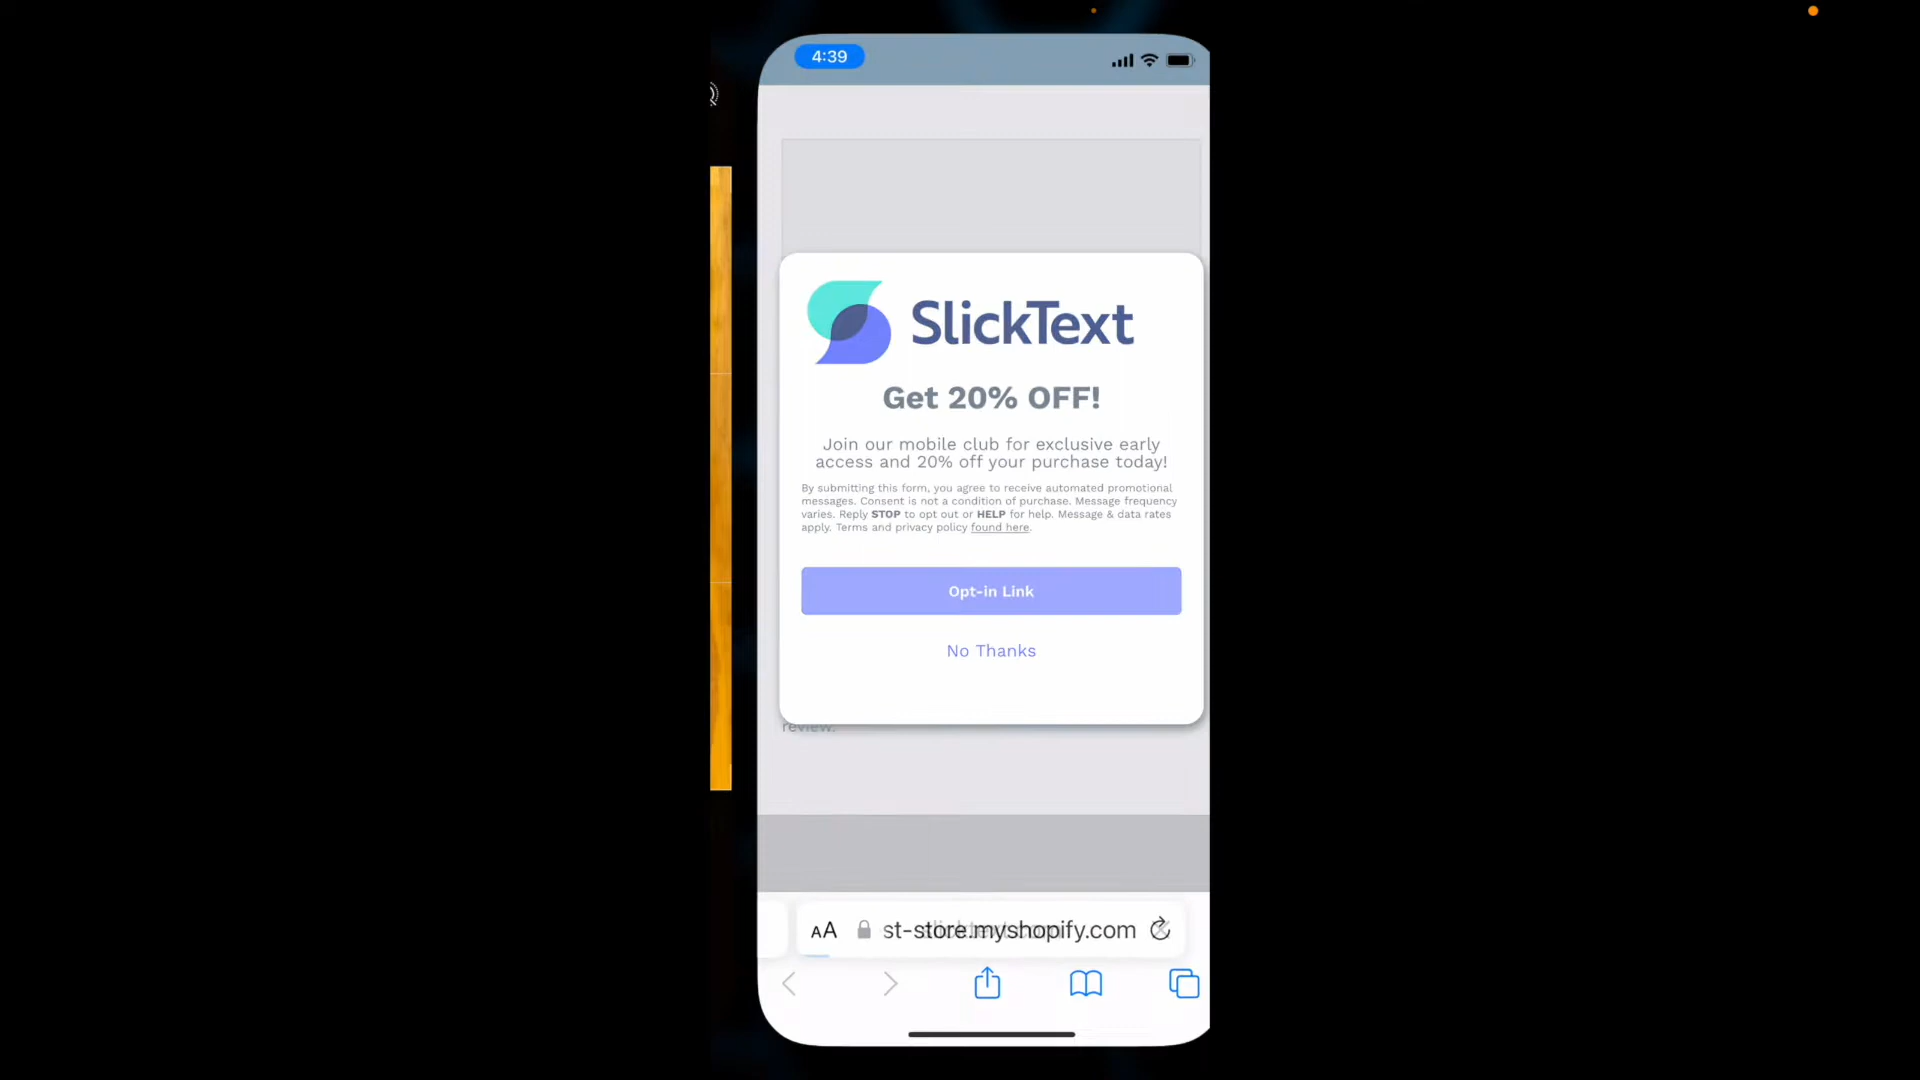 4:39
SlickText
Get 20% OFF!
Join our mobile club for exclusive early
access and 20% off your purchase today!
By submitting this form, you agree to receive automated promotional
messages. Consent is not a condition of purchase. Message frequency
varies. Reply STOP to opt out or HELP for help. Message & data rates
apply. Terms and privacy policy found here.
Opt-in Link
No Thanks
review.
AA st-store.myshopify.com